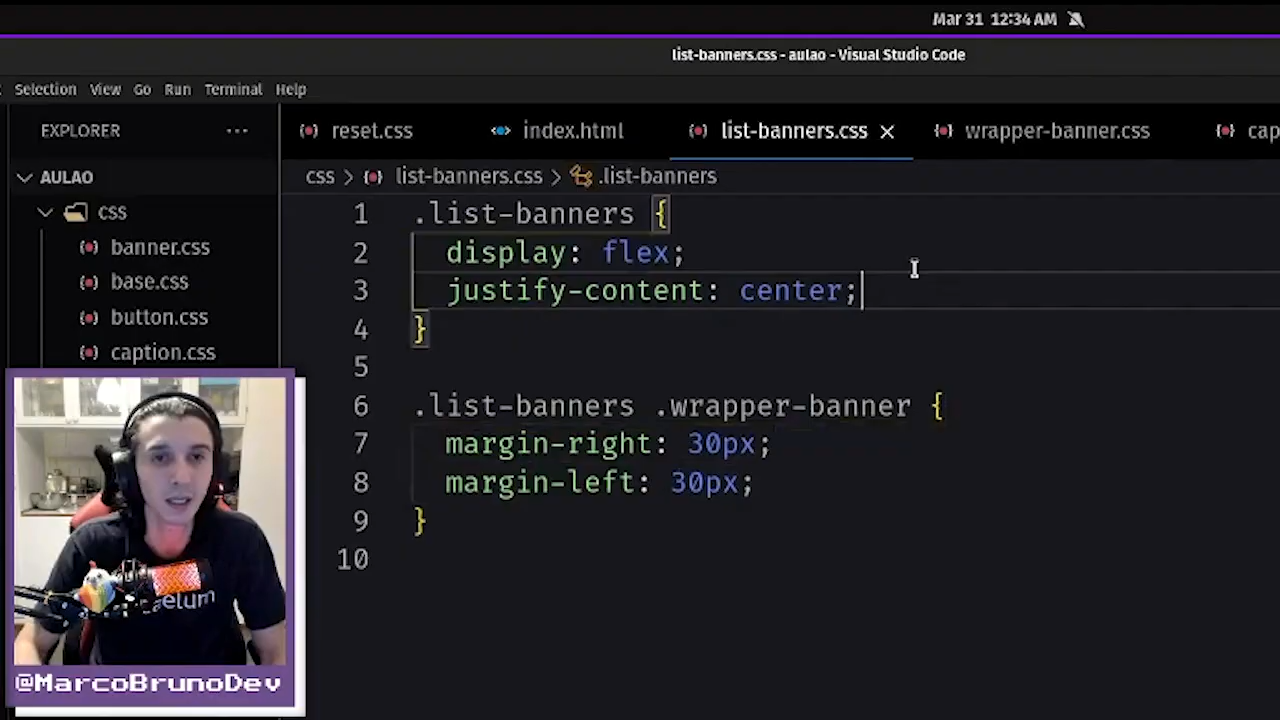 Mar 31 12:34 AM
list-banners.css - aulao - Visual Studio Code
Selection View Go Run Terminal Help
EXPLORER ...
reset.css index.html list-banners.css wrapper-banner.css cap
AULAO
css > list-banners.css > .list-banners
css
banner.css
base.css
button.css
caption.css
1 .list-banners {
2 display: flex;
3 justify-content: center;
4 }
5
6 .list-banners .wrapper-banner {
7 margin-right: 30px;
8 margin-left: 30px;
9 }
10
elum
@MarcoBrunoDev